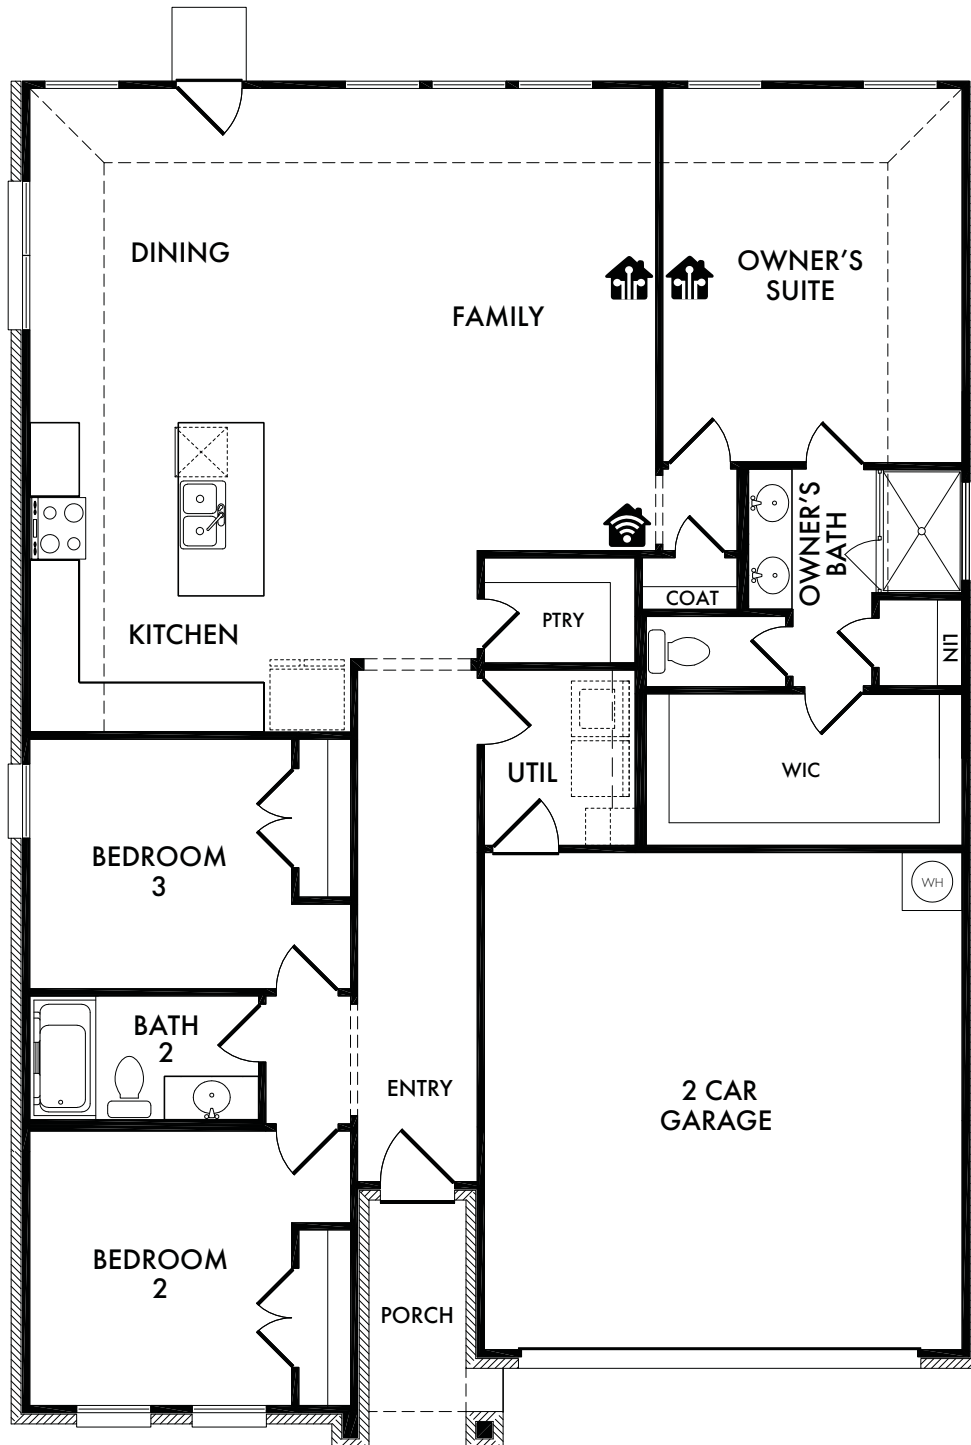 DINING
FAMILY
OWNER'S
SUITE
OWNER'S
BATH
COAT
KITCHEN
PTRY
LIN
UTIL
WIC
BEDROOM
3
WH
BATH
2
ENTRY
2 CAR
GARAGE
BEDROOM
2
PORCH